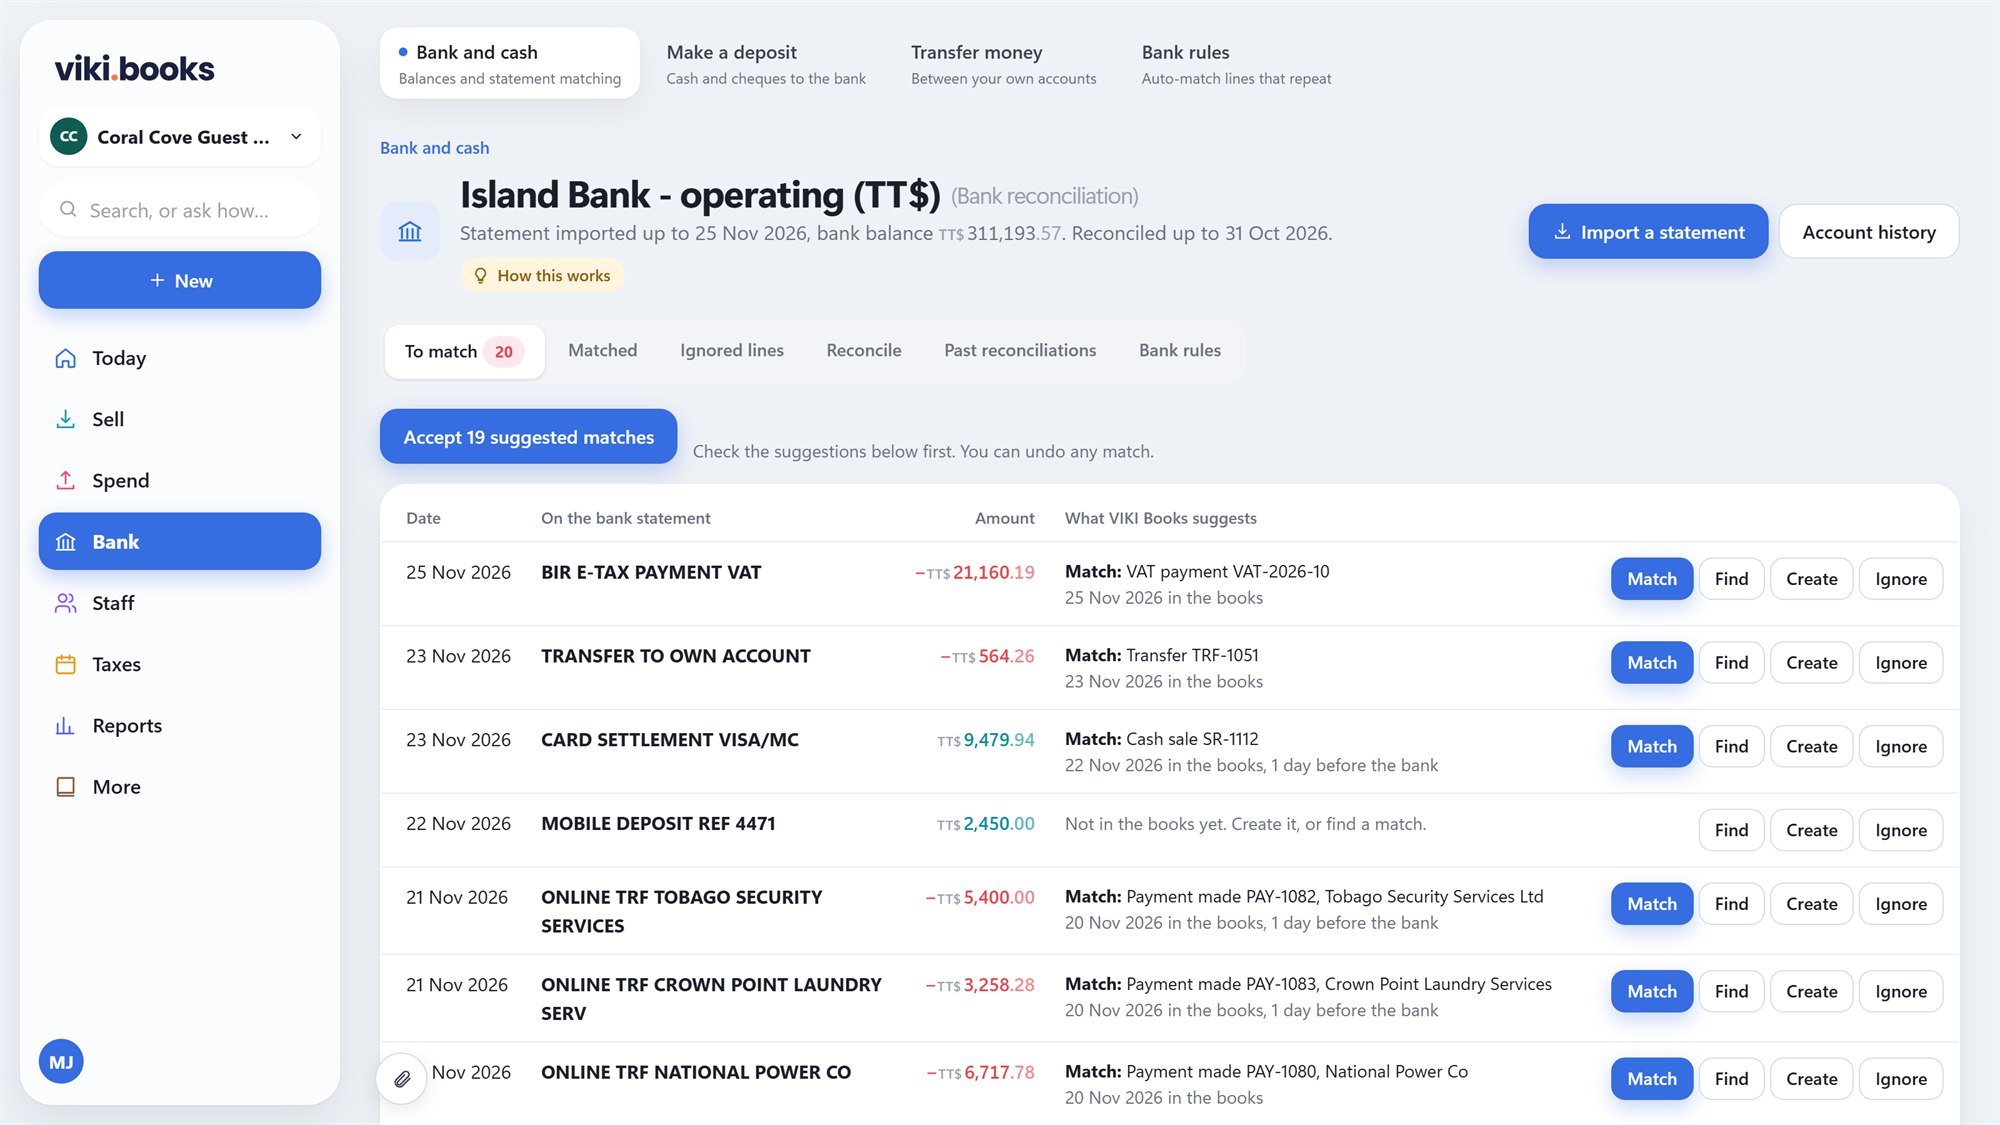 viki.books
CC Coral Cove Guest ...
Search, or ask how...
+ New
Today
Sell
Spend
Bank
Staff
Taxes
Reports
More
MJ
Bank and cash
Balances and statement matching
Make a deposit
Cash and cheques to the bank
Transfer money
Between your own accounts
Bank rules
Auto-match lines that repeat
Bank and cash
Island Bank - operating (TT$) (Bank reconciliation)
Statement imported up to 25 Nov 2026, bank balance TT$311,193.57. Reconciled up to 31 Oct 2026.
How this works
Import a statement
Account history
To match 20
Matched
Ignored lines
Reconcile
Past reconciliations
Bank rules
Accept 19 suggested matches
Check the suggestions below first. You can undo any match.
Date On the bank statement Amount What VIKI Books suggests
25 Nov 2026 BIR E-TAX PAYMENT VAT −TT$21,160.19 Match: VAT payment VAT-2026-10
25 Nov 2026 in the books
Match Find Create Ignore
23 Nov 2026 TRANSFER TO OWN ACCOUNT −TT$564.26 Match: Transfer TRF-1051
23 Nov 2026 in the books
Match Find Create Ignore
23 Nov 2026 CARD SETTLEMENT VISA/MC TT$9,479.94 Match: Cash sale SR-1112
22 Nov 2026 in the books, 1 day before the bank
Match Find Create Ignore
22 Nov 2026 MOBILE DEPOSIT REF 4471 TT$2,450.00 Not in the books yet. Create it, or find a match.
Find Create Ignore
21 Nov 2026 ONLINE TRF TOBAGO SECURITY −TT$5,400.00 Match: Payment made PAY-1082, Tobago Security Services Ltd
SERVICES 20 Nov 2026 in the books, 1 day before the bank
Match Find Create Ignore
21 Nov 2026 ONLINE TRF CROWN POINT LAUNDRY −TT$3,258.28 Match: Payment made PAY-1083, Crown Point Laundry Services
SERV 20 Nov 2026 in the books, 1 day before the bank
Match Find Create Ignore
Nov 2026 ONLINE TRF NATIONAL POWER CO −TT$6,717.78 Match: Payment made PAY-1080, National Power Co
20 Nov 2026 in the books
Match Find Create Ignore